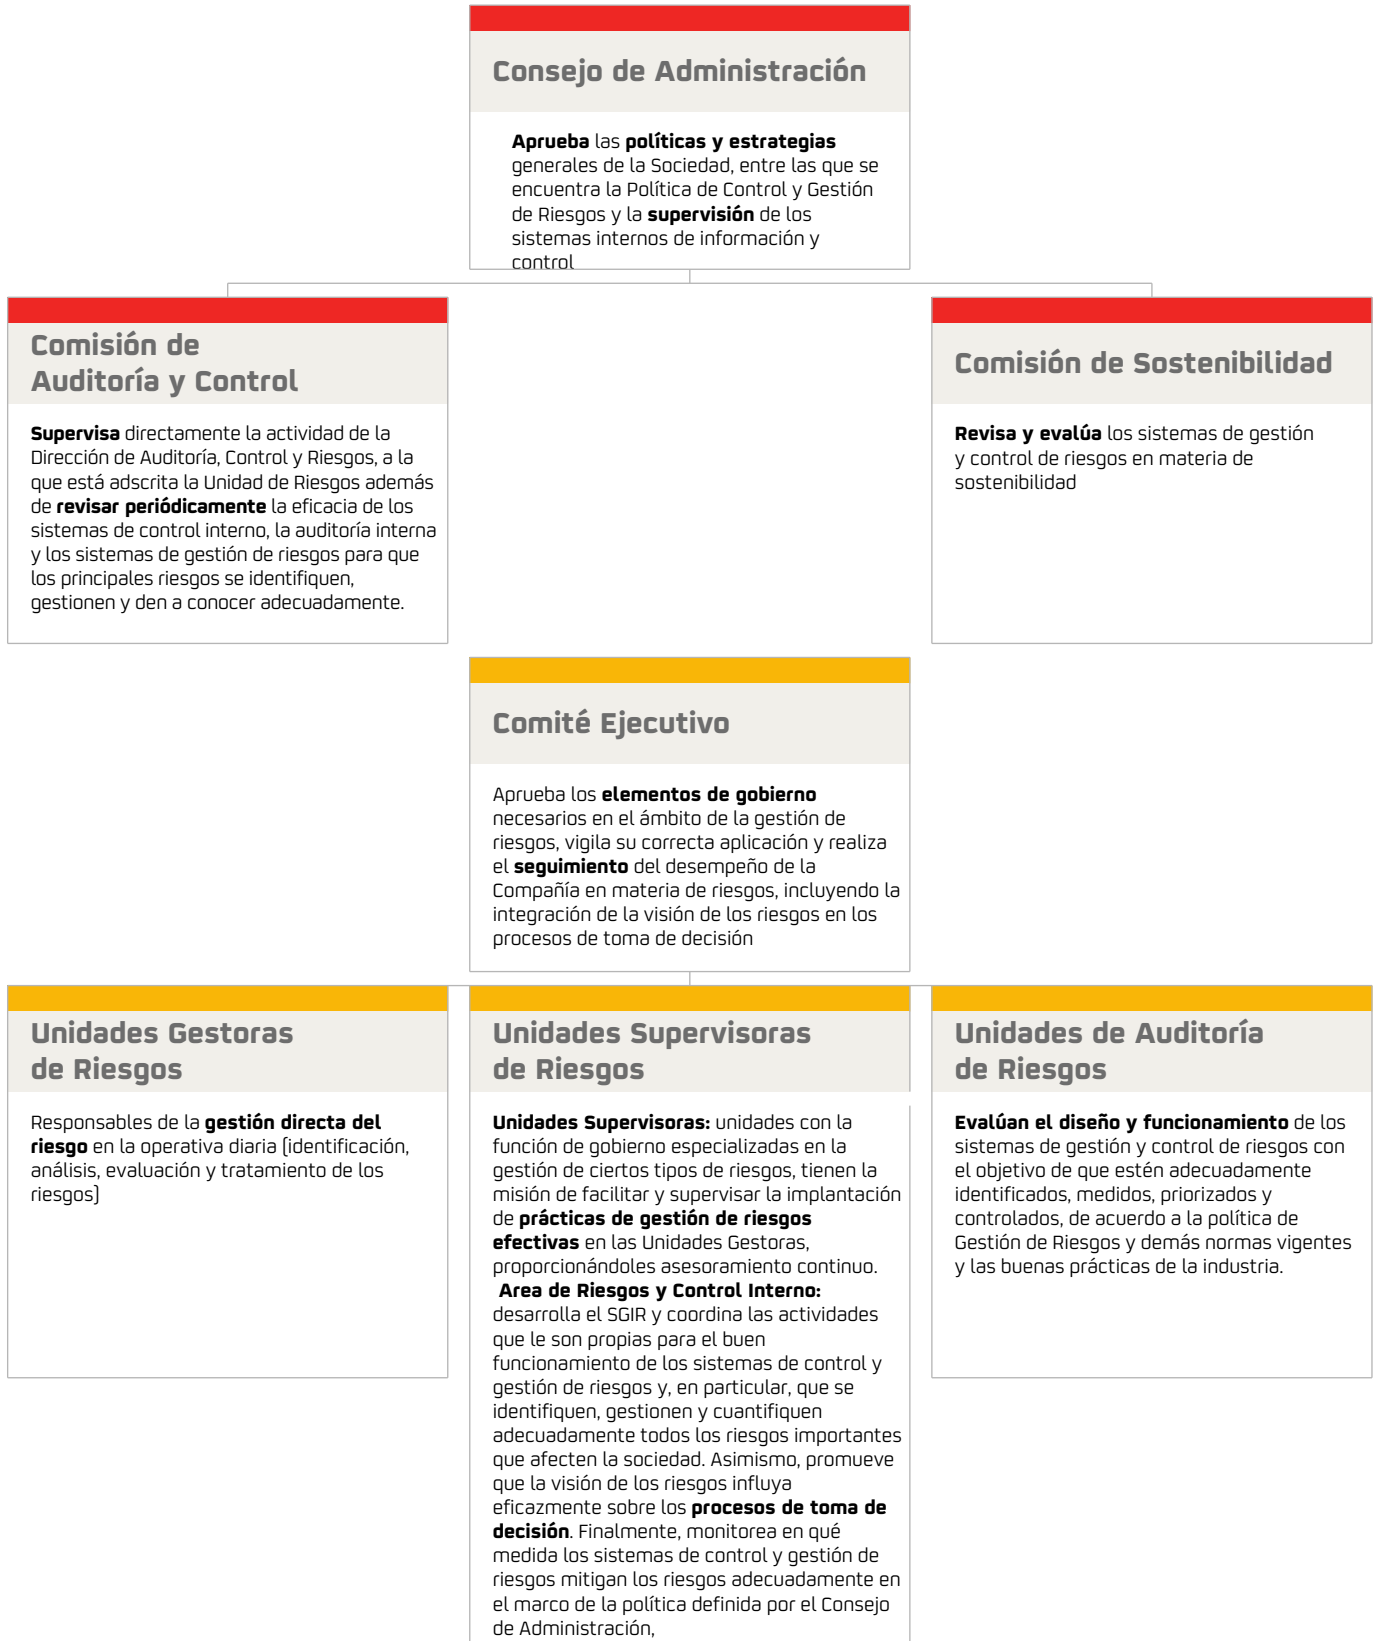 Consejo de Administración
Aprueba las políticas y estrategias
generales de la Sociedad, entre las que se
encuentra la Política de Control y Gestión
de Riesgos y la supervisión de los
sistemas internos de información y
control
Comisión de
Auditoría y Control
Supervisa directamente la actividad de la
Dirección de Auditoría, Control y Riesgos, a la
que está adscrita la Unidad de Riesgos además
de revisar periódicamente la eficacia de los
sistemas de control interno, la auditoría interna
y los sistemas de gestión de riesgos para que
los principales riesgos se identifiquen,
gestionen y den a conocer adecuadamente.
Comisión de Sostenibilidad
Revisa y evalúa los sistemas de gestión
y control de riesgos en materia de
sostenibilidad
Comité Ejecutivo
Aprueba los elementos de gobierno
necesarios en el ámbito de la gestión de
riesgos, vigila su correcta aplicación y realiza
el seguimiento del desempeño de la
Compañía en materia de riesgos, incluyendo la
integración de la visión de los riesgos en los
procesos de toma de decisión
Unidades Gestoras
de Riesgos
Responsables de la gestión directa del
riesgo en la operativa diaria (identificación,
análisis, evaluación y tratamiento de los
riesgos)
Unidades Supervisoras
de Riesgos
Unidades Supervisoras: unidades con la
función de gobierno especializadas en la
gestión de ciertos tipos de riesgos, tienen la
misión de facilitar y supervisar la implantación
de prácticas de gestión de riesgos
efectivas en las Unidades Gestoras,
proporcionándoles asesoramiento continuo.
Area de Riesgos y Control Interno:
desarrolla el SGIR y coordina las actividades
que le son propias para el buen
funcionamiento de los sistemas de control y
gestión de riesgos y, en particular, que se
identifiquen, gestionen y cuantifiquen
adecuadamente todos los riesgos importantes
que afecten la sociedad. Asimismo, promueve
que la visión de los riesgos influya
eficazmente sobre los procesos de toma de
decisión. Finalmente, monitorea en qué
medida los sistemas de control y gestión de
riesgos mitigan los riesgos adecuadamente en
el marco de la política definida por el Consejo
de Administración,
Unidades de Auditoría
de Riesgos
Evalúan el diseño y funcionamiento de los
sistemas de gestión y control de riesgos con
el objetivo de que estén adecuadamente
identificados, medidos, priorizados y
controlados, de acuerdo a la política de
Gestión de Riesgos y demás normas vigentes
y las buenas prácticas de la industria.